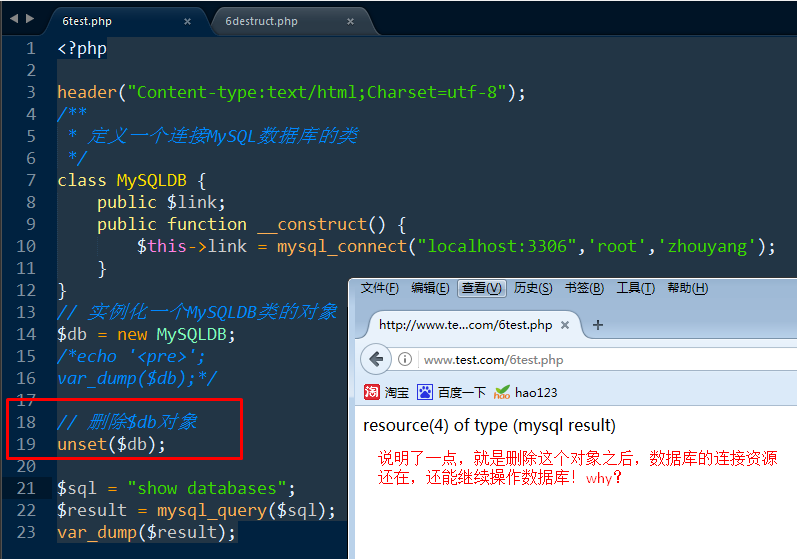 6test.php × 6destruct.php ×
1 <?php
2
3 header("Content-type:text/html;Charset=utf-8");
4 /**
5 * 定义一个连接MySQL数据库的类
6 */
7 class MySQLDB {
8 public $link;
9 public function __construct() {
10 $this->link = mysql_connect("localhost:3306",'root','zhouyang');
11 }
12 }
13 // 实例化一个MySQLDB类的对象
14 $db = new MySQLDB;
15 /*echo '<pre>';
16 var_dump($db);*/
17
18 // 删除$db对象
19 unset($db);
20
21 $sql = "show databases";
22 $result = mysql_query($sql);
23 var_dump($result);
文件(F) 编辑(E) 查看(V) 历史(S) 书签(B) 工具(T) 帮助(H)
http://www.te...com/6test.php × +
www.test.com/6test.php
淘 淘宝 百度一下 hao hao123
resource(4) of type (mysql result)
说明了一点，就是删除这个对象之后，数据库的连接资源
还在，还能继续操作数据库！why？